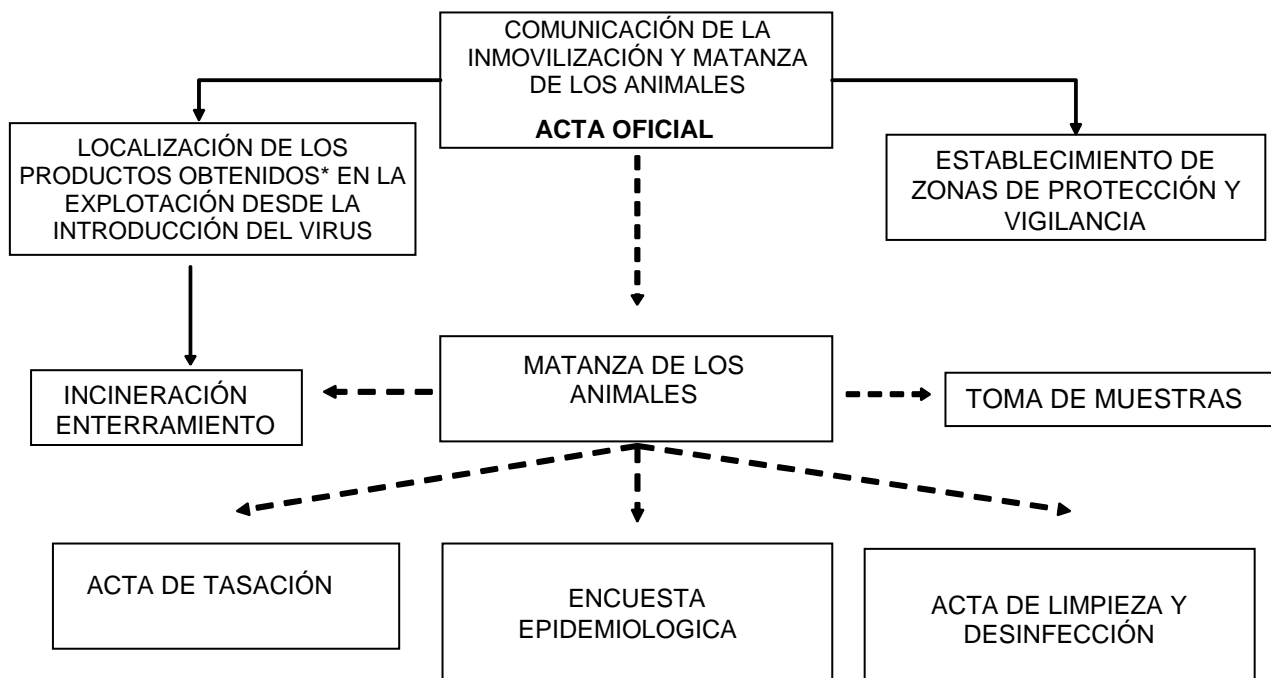 COMUNICACIÓN DE LA
INMOVILIZACIÓN Y MATANZA
DE LOS ANIMALES
ACTA OFICIAL
LOCALIZACIÓN DE LOS
PRODUCTOS OBTENIDOS* EN LA
EXPLOTACIÓN DESDE LA
INTRODUCCIÓN DEL VIRUS
ESTABLECIMIENTO DE
ZONAS DE PROTECCIÓN Y
VIGILANCIA
INCINERACIÓN
ENTERRAMIENTO
MATANZA DE LOS
ANIMALES
TOMA DE MUESTRAS
ACTA DE TASACIÓN
ENCUESTA
EPIDEMIOLOGICA
ACTA DE LIMPIEZA Y
DESINFECCIÓN